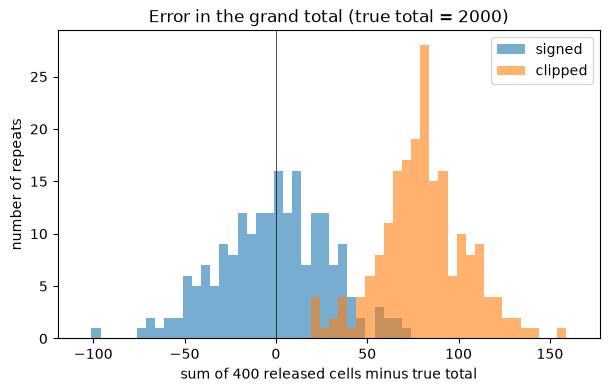 Error in the grand total (true total = 2000)
signed
clipped
number of repeats
25
20
15
10
5
0
−100
−50
0
50
100
150
sum of 400 released cells minus true total